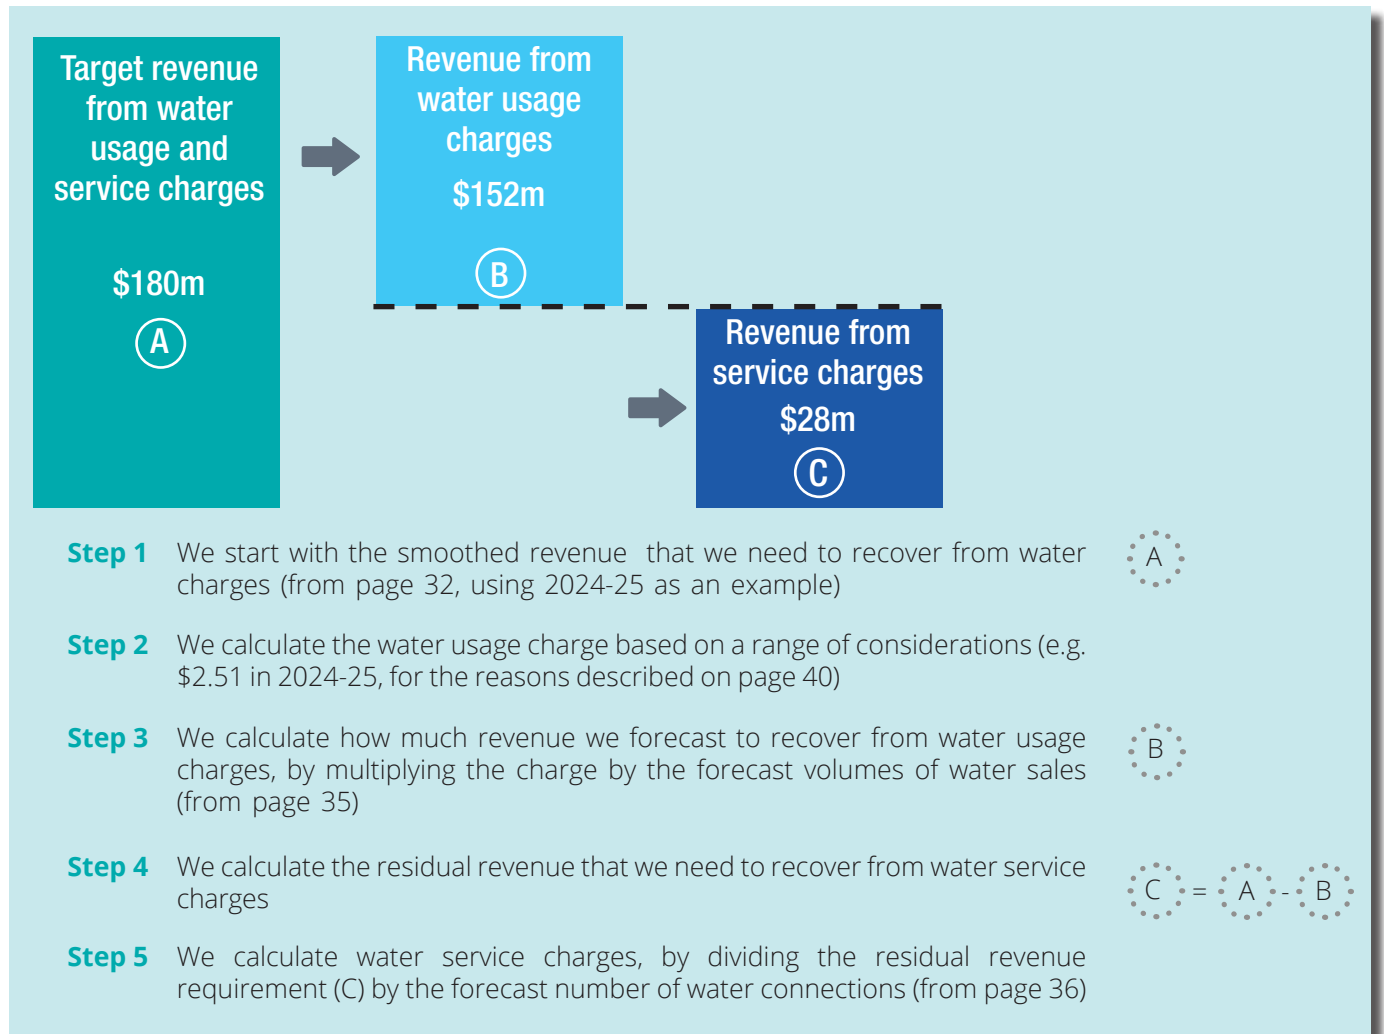 Target revenue
from water
usage and
service charges
$180m
A
Revenue from
water usage
charges
$152m
B
Revenue from
service charges
$28m
C
Step 1 We start with the smoothed revenue that we need to recover from water
charges (from page 32, using 2024-25 as an example)
A
Step 2 We calculate the water usage charge based on a range of considerations (e.g.
$2.51 in 2024-25, for the reasons described on page 40)
Step 3 We calculate how much revenue we forecast to recover from water usage
charges, by multiplying the charge by the forecast volumes of water sales
(from page 35)
B
Step 4 We calculate the residual revenue that we need to recover from water service
charges
C = A - B
Step 5 We calculate water service charges, by dividing the residual revenue
requirement (C) by the forecast number of water connections (from page 36)